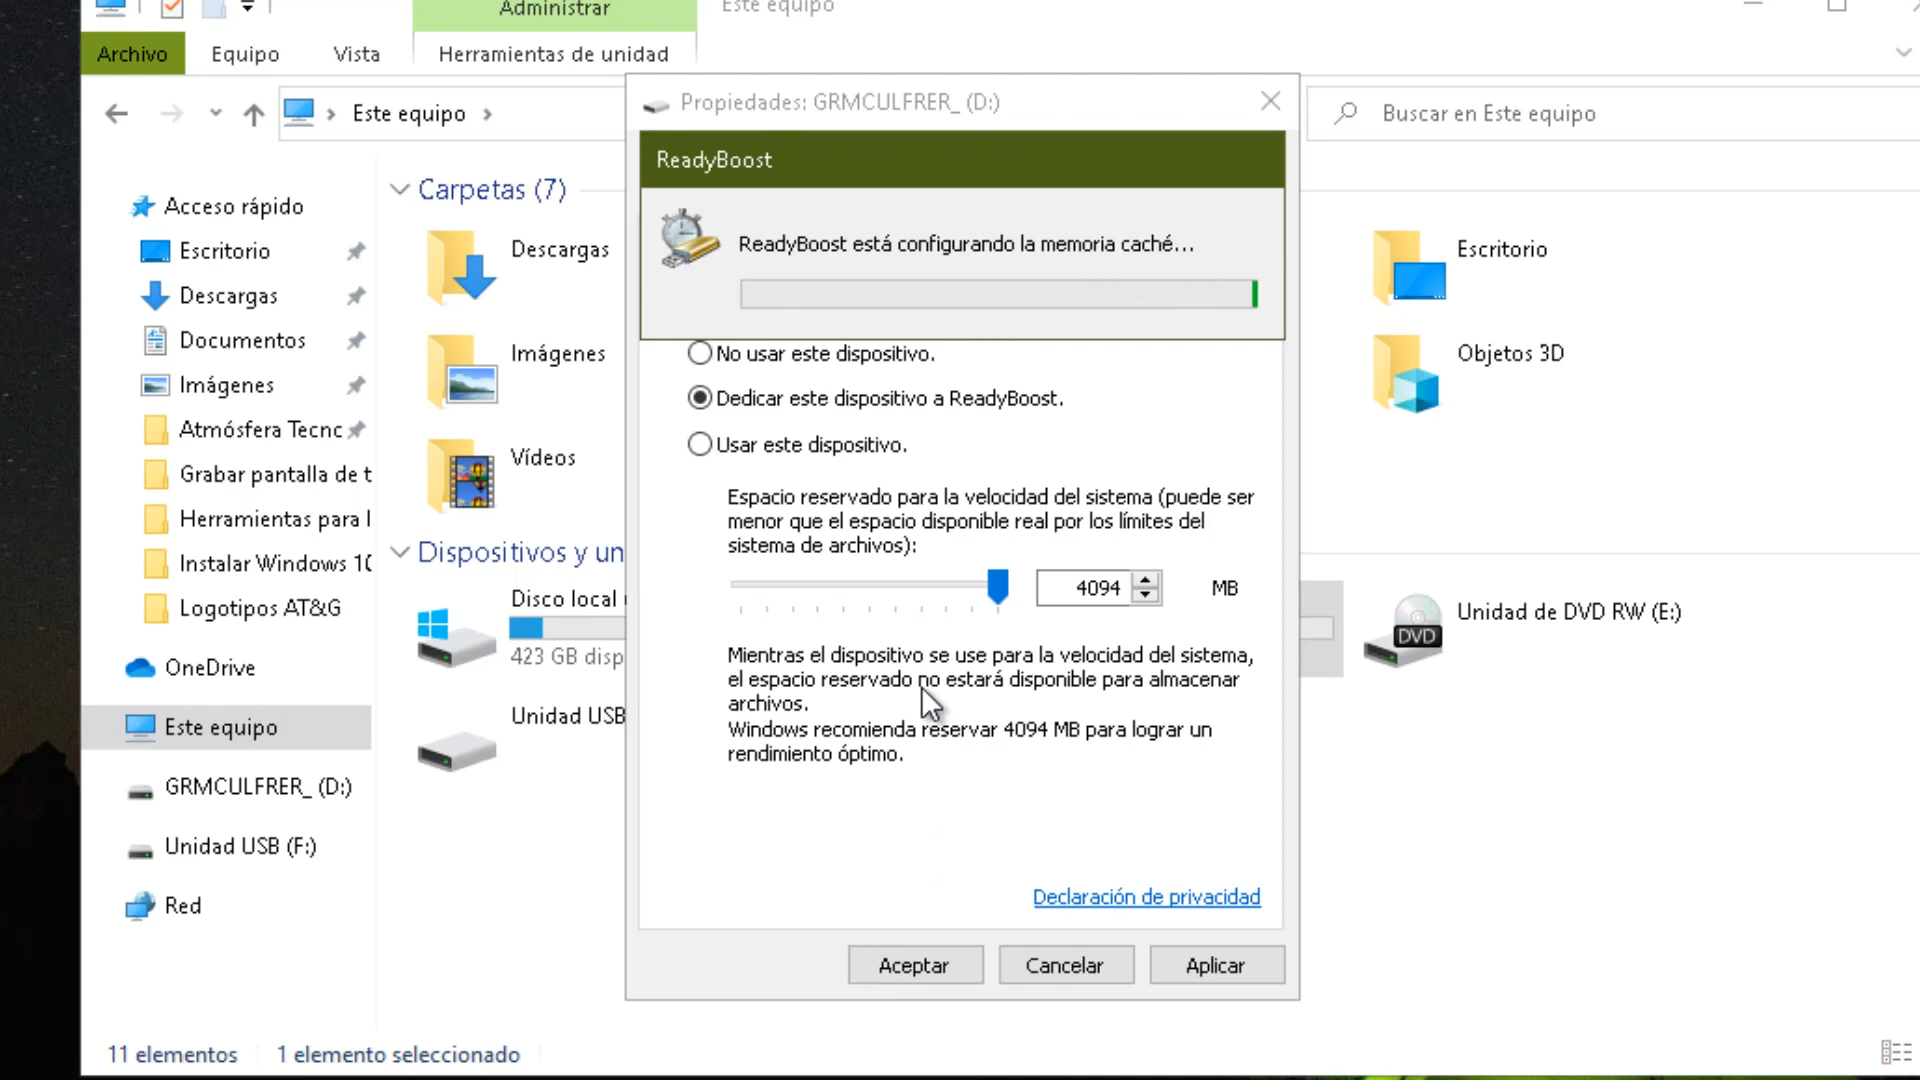 Administrar
Este equipo
Archivo
Equipo
Vista
Herramientas de unidad
Este equipo
Buscar en Este equipo
Propiedades: GRMCULFRER_ (D:)
ReadyBoost
ReadyBoost está configurando la memoria caché...
No usar este dispositivo.
Dedicar este dispositivo a ReadyBoost.
Usar este dispositivo.
Espacio reservado para la velocidad del sistema (puede ser
menor que el espacio disponible real por los límites del
sistema de archivos):
4094
MB
Mientras el dispositivo se use para la velocidad del sistema,
el espacio reservado no estará disponible para almacenar
archivos.
Windows recomienda reservar 4094 MB para lograr un
rendimiento óptimo.
Declaración de privacidad
Aceptar
Cancelar
Aplicar
Acceso rápido
Escritorio
Descargas
Documentos
Imágenes
Atmósfera Tecnc
Grabar pantalla de t
Herramientas para l
Instalar Windows 10
Logotipos AT&G
OneDrive
Este equipo
GRMCULFRER_ (D:)
Unidad USB (F:)
Red
Carpetas (7)
Descargas
Imágenes
Vídeos
Escritorio
Objetos 3D
Dispositivos y un
Disco local
423 GB disp
Unidad USB
Unidad de DVD RW (E:)
DVD
11 elementos
1 elemento seleccionado